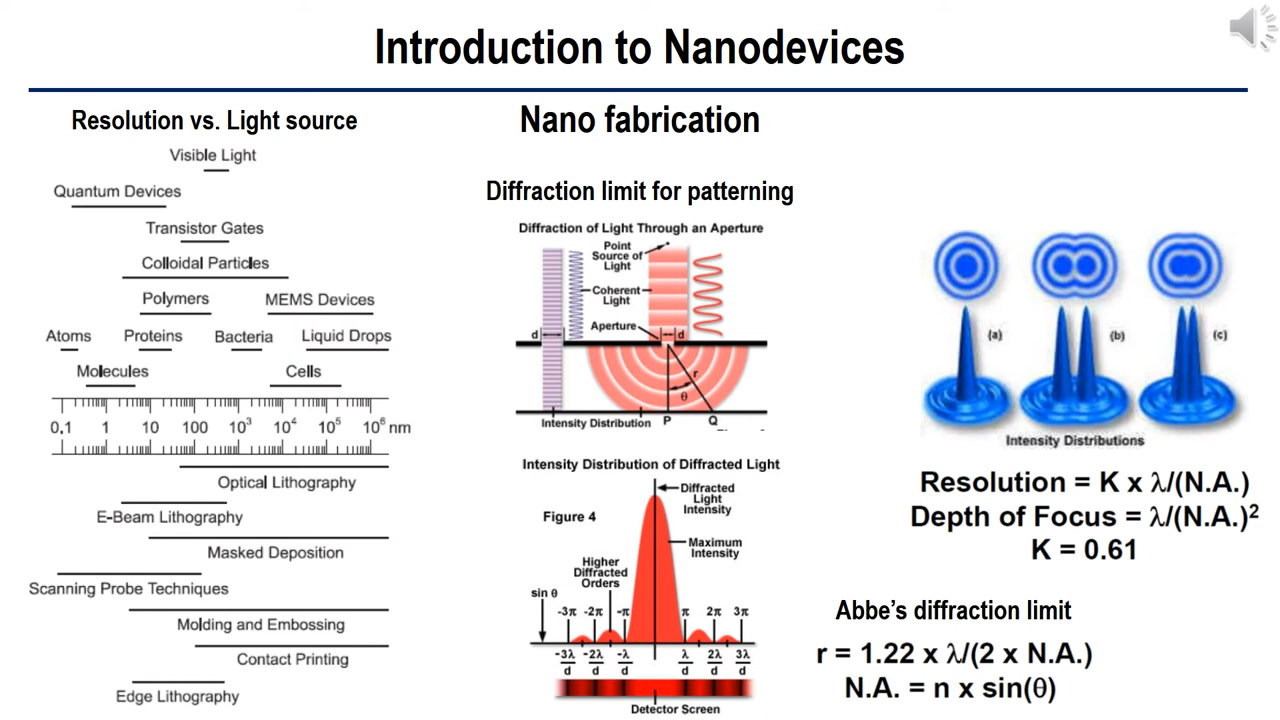 Introduction to Nanodevices
Resolution vs. Light source
Visible Light
Quantum Devices
Transistor Gates
Colloidal Particles
Polymers
MEMS Devices
Atoms
Proteins
Bacteria
Liquid Drops
Molecules
Cells
0,1 1 10 100 10³ 10⁴ 10⁵ 10⁶ nm
Optical Lithography
E-Beam Lithography
Masked Deposition
Scanning Probe Techniques
Molding and Embossing
Contact Printing
Edge Lithography
Nano fabrication
Diffraction limit for patterning
Diffraction of Light Through an Aperture
Point
Source of
Light
Coherent
Light
Aperture
d
d
r
θ
Intensity Distribution
P
Q
Intensity Distribution of Diffracted Light
Figure 4
Diffracted
Light
Intensity
Maximum
Intensity
Higher
Diffracted
Orders
sin θ
-3π -2π -π π 2π 3π
-3λ/d -2λ/d -λ/d λ/d 2λ/d 3λ/d
Detector Screen
(a)
(b)
(c)
Intensity Distributions
Resolution = K x λ/(N.A.)
Depth of Focus = λ/(N.A.)²
K = 0.61
Abbe's diffraction limit
r = 1.22 x λ/(2 x N.A.)
N.A. = n x sin(θ)